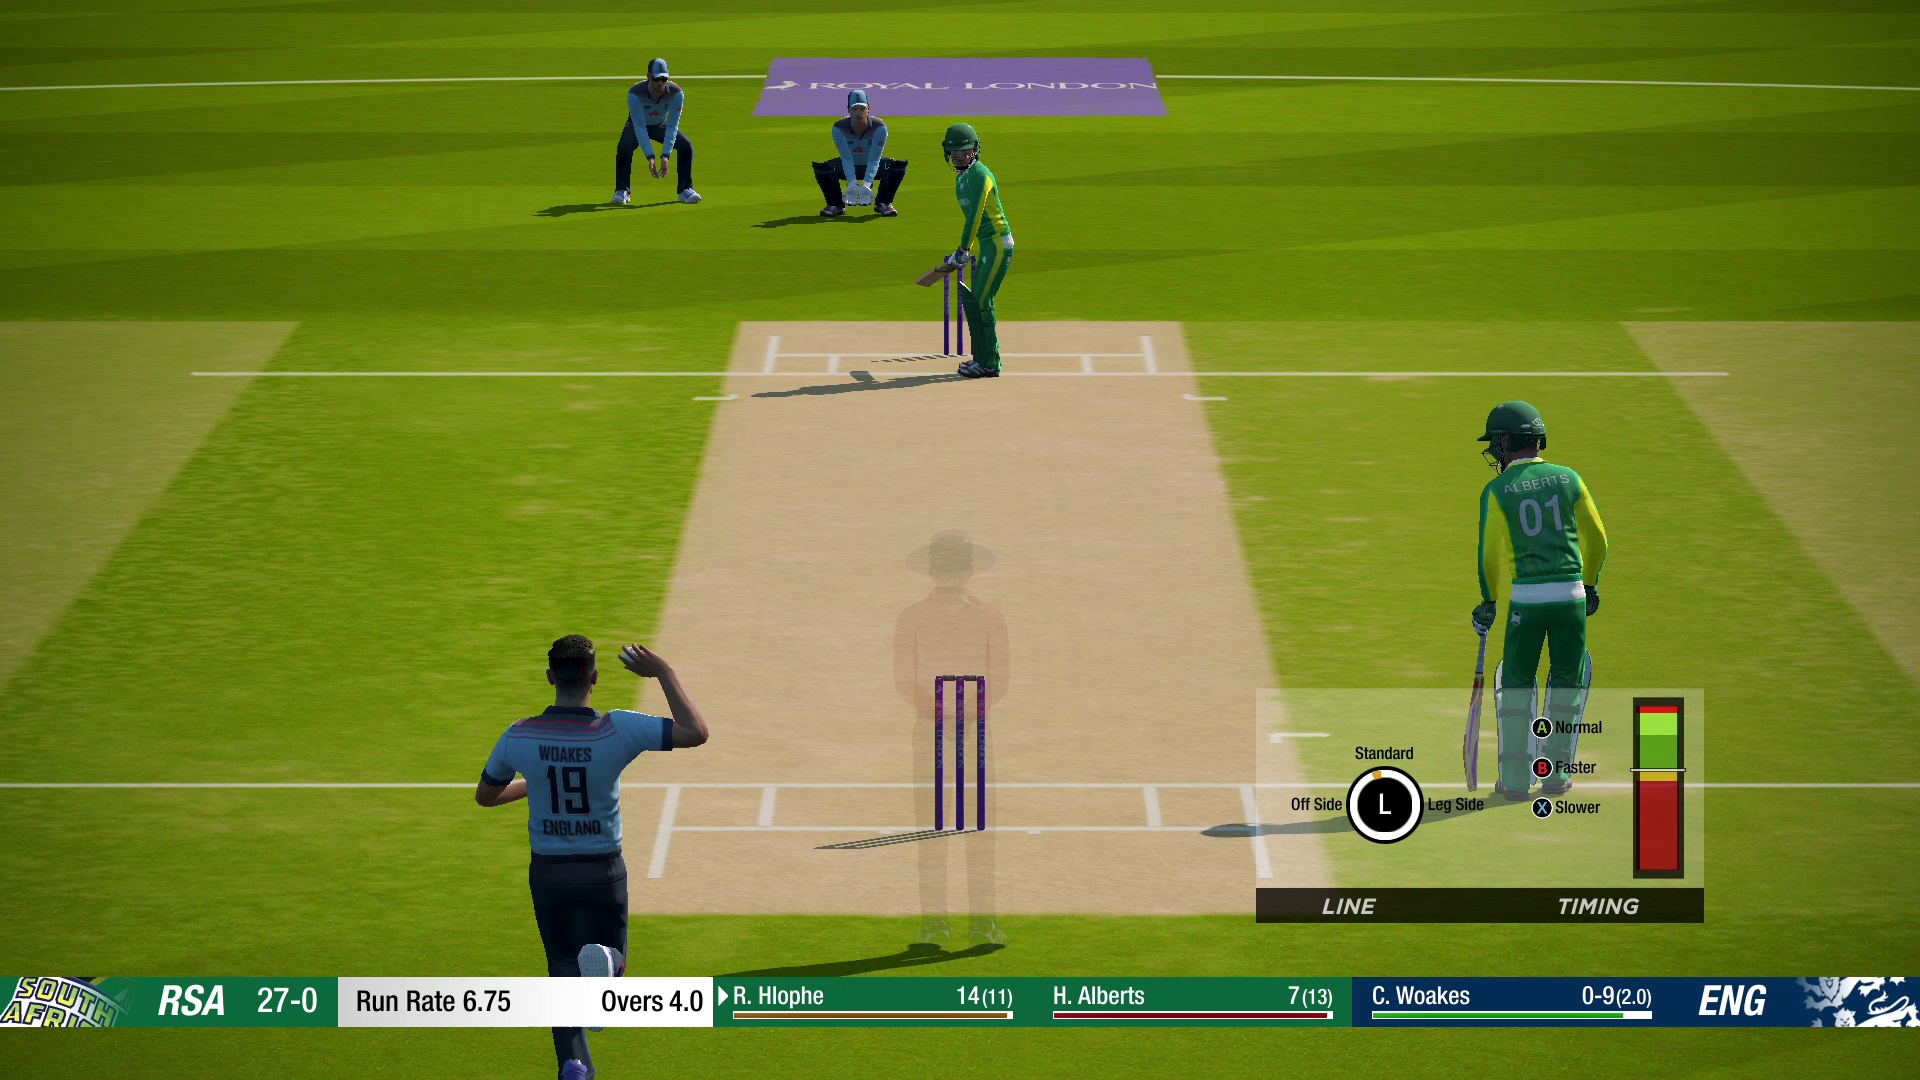 ROYAL LONDON
ALBERTS
01
WOAKES
19
ENGLAND
A Normal
Standard
B Faster
Off Side L Leg Side
X Slower
LINE TIMING
SOUTH AFRICA RSA 27-0 Run Rate 6.75 Overs 4.0 R. Hlophe 14 (11) H. Alberts 7 (13) C. Woakes 0-9 (2.0) ENG